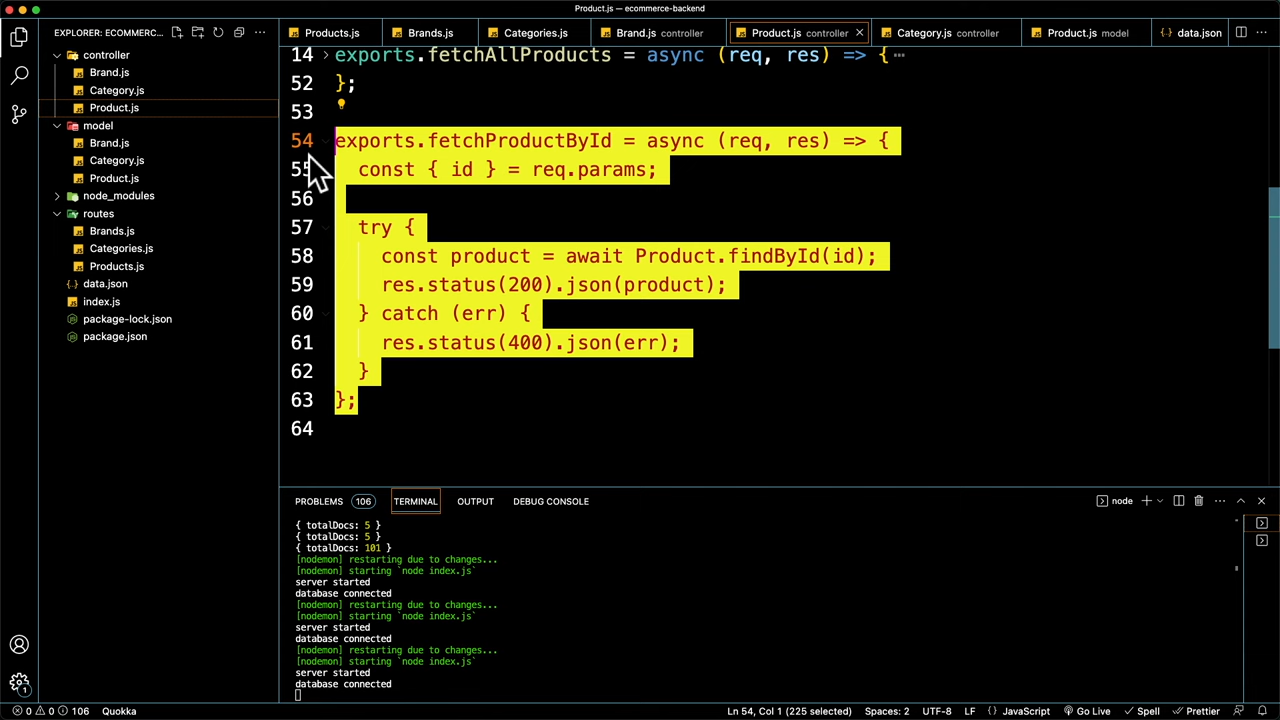 Product.js — ecommerce-backend
EXPLORER: ECOMMERC...
Products.js
Brands.js
Categories.js
Brand.js controller
Product.js controller
Category.js controller
Product.js model
data.json
controller
Brand.js
Category.js
Product.js
model
Brand.js
Category.js
Product.js
node_modules
routes
Brands.js
Categories.js
Products.js
data.json
index.js
package-lock.json
package.json
14 exports.fetchAllProducts = async (req, res) => {
52 };
53
54 exports.fetchProductById = async (req, res) => {
55 const { id } = req.params;
56
57 try {
58 const product = await Product.findById(id);
59 res.status(200).json(product);
60 } catch (err) {
61 res.status(400).json(err);
62 }
63 };
64
PROBLEMS 106 TERMINAL OUTPUT DEBUG CONSOLE
node
{ totalDocs: 5 }
{ totalDocs: 5 }
{ totalDocs: 101 }
[nodemon] restarting due to changes...
[nodemon] starting `node index.js`
server started
database connected
[nodemon] restarting due to changes...
[nodemon] starting `node index.js`
server started
database connected
[nodemon] restarting due to changes...
[nodemon] starting `node index.js`
server started
database connected
1
0 0 106 Quokka Ln 54, Col 1 (225 selected) Spaces: 2 UTF-8 LF {} JavaScript Go Live Spell Prettier